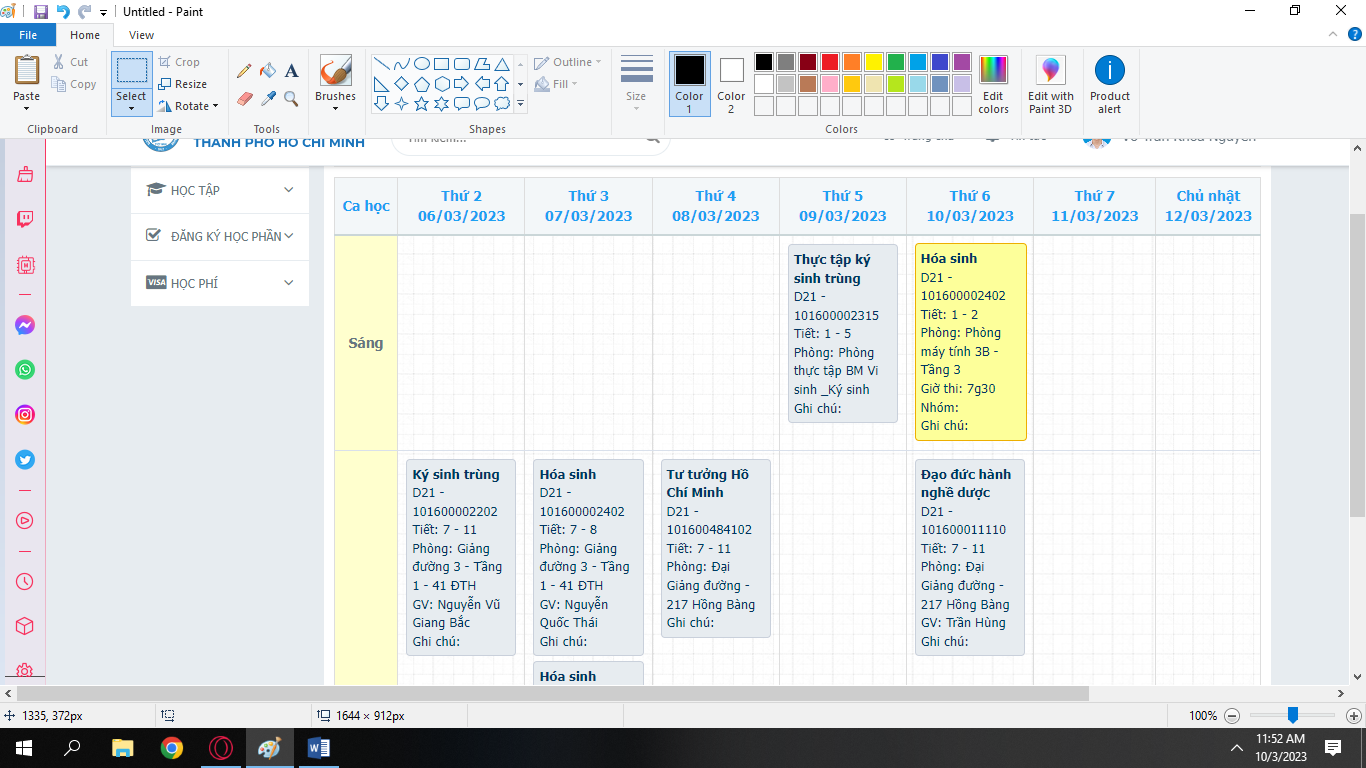 Untitled - Paint
File
Home
View
Paste
Cut
Copy
Clipboard
Select
Crop
Resize
Rotate
Image
Tools
Brushes
Outline
Fill
Shapes
Size
Color
1
Color
2
Edit
colors
Colors
Edit with
Paint 3D
Product
alert
THÀNH PHỐ HỒ CHÍ MINH
Tìm kiếm...
HỌC TẬP
ĐĂNG KÝ HỌC PHẦN
VISA HỌC PHÍ
Ca học
Thứ 2
06/03/2023
Thứ 3
07/03/2023
Thứ 4
08/03/2023
Thứ 5
09/03/2023
Thứ 6
10/03/2023
Thứ 7
11/03/2023
Chủ nhật
12/03/2023
Sáng
Thực tập ký
sinh trùng
D21 -
101600002315
Tiết: 1 - 5
Phòng: Phòng
thực tập BM Vi
sinh _Ký sinh
Ghi chú:
Hóa sinh
D21 -
101600002402
Tiết: 1 - 2
Phòng: Phòng
máy tính 3B -
Tầng 3
Giờ thi: 7g30
Nhóm:
Ghi chú:
Ký sinh trùng
D21 -
101600002202
Tiết: 7 - 11
Phòng: Giảng
đường 3 - Tầng
1 - 41 ĐTH
GV: Nguyễn Vũ
Giang Bắc
Ghi chú:
Hóa sinh
D21 -
101600002402
Tiết: 7 - 8
Phòng: Giảng
đường 3 - Tầng
1 - 41 ĐTH
GV: Nguyễn
Quốc Thái
Ghi chú:
Hóa sinh
Tư tưởng Hồ
Chí Minh
D21 -
101600484102
Tiết: 7 - 11
Phòng: Đại
Giảng đường -
217 Hồng Bàng
Ghi chú:
Đạo đức hành
nghề dược
D21 -
101600011110
Tiết: 7 - 11
Phòng: Đại
Giảng đường -
217 Hồng Bàng
GV: Trần Hùng
Ghi chú:
1335, 372px
1644 × 912px
100%
11:52 AM
10/3/2023